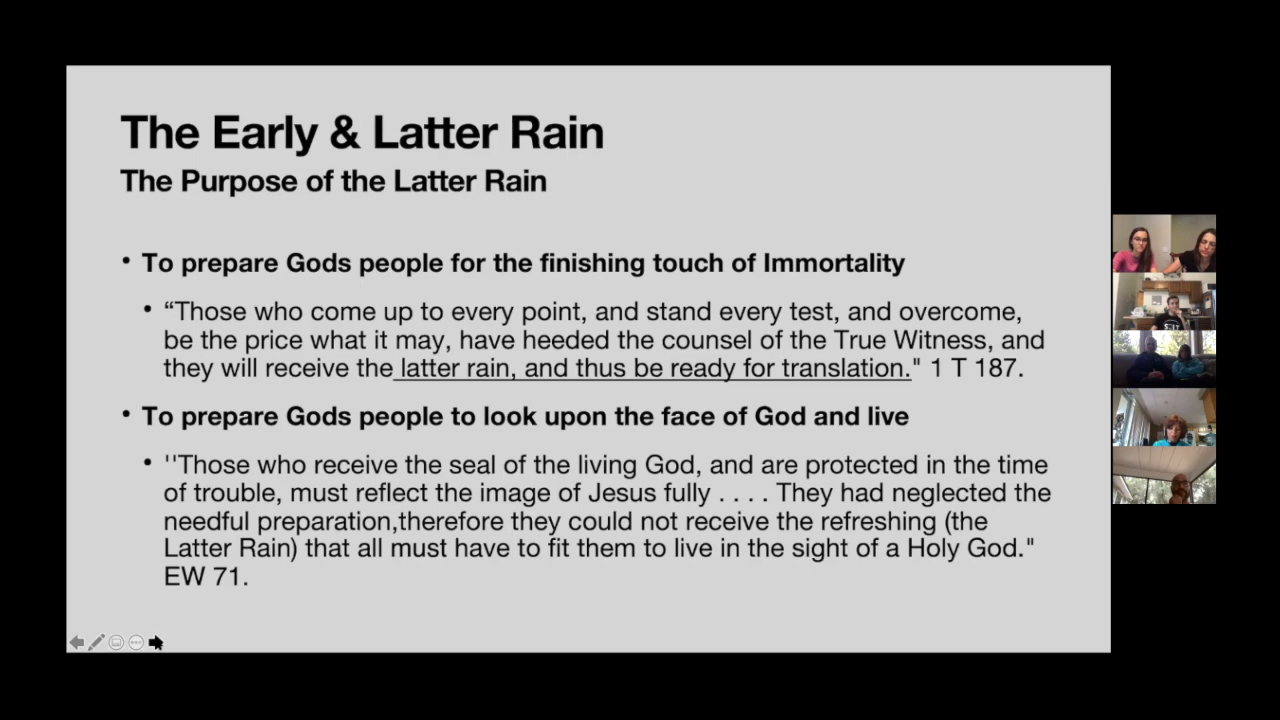 The Early & Latter Rain
The Purpose of the Latter Rain
• To prepare Gods people for the finishing touch of Immortality
• “Those who come up to every point, and stand every test, and overcome,
be the price what it may, have heeded the counsel of the True Witness, and
they will receive the latter rain, and thus be ready for translation." 1 T 187.
• To prepare Gods people to look upon the face of God and live
• ''Those who receive the seal of the living God, and are protected in the time
of trouble, must reflect the image of Jesus fully . . . . They had neglected the
needful preparation,therefore they could not receive the refreshing (the
Latter Rain) that all must have to fit them to live in the sight of a Holy God."
EW 71.